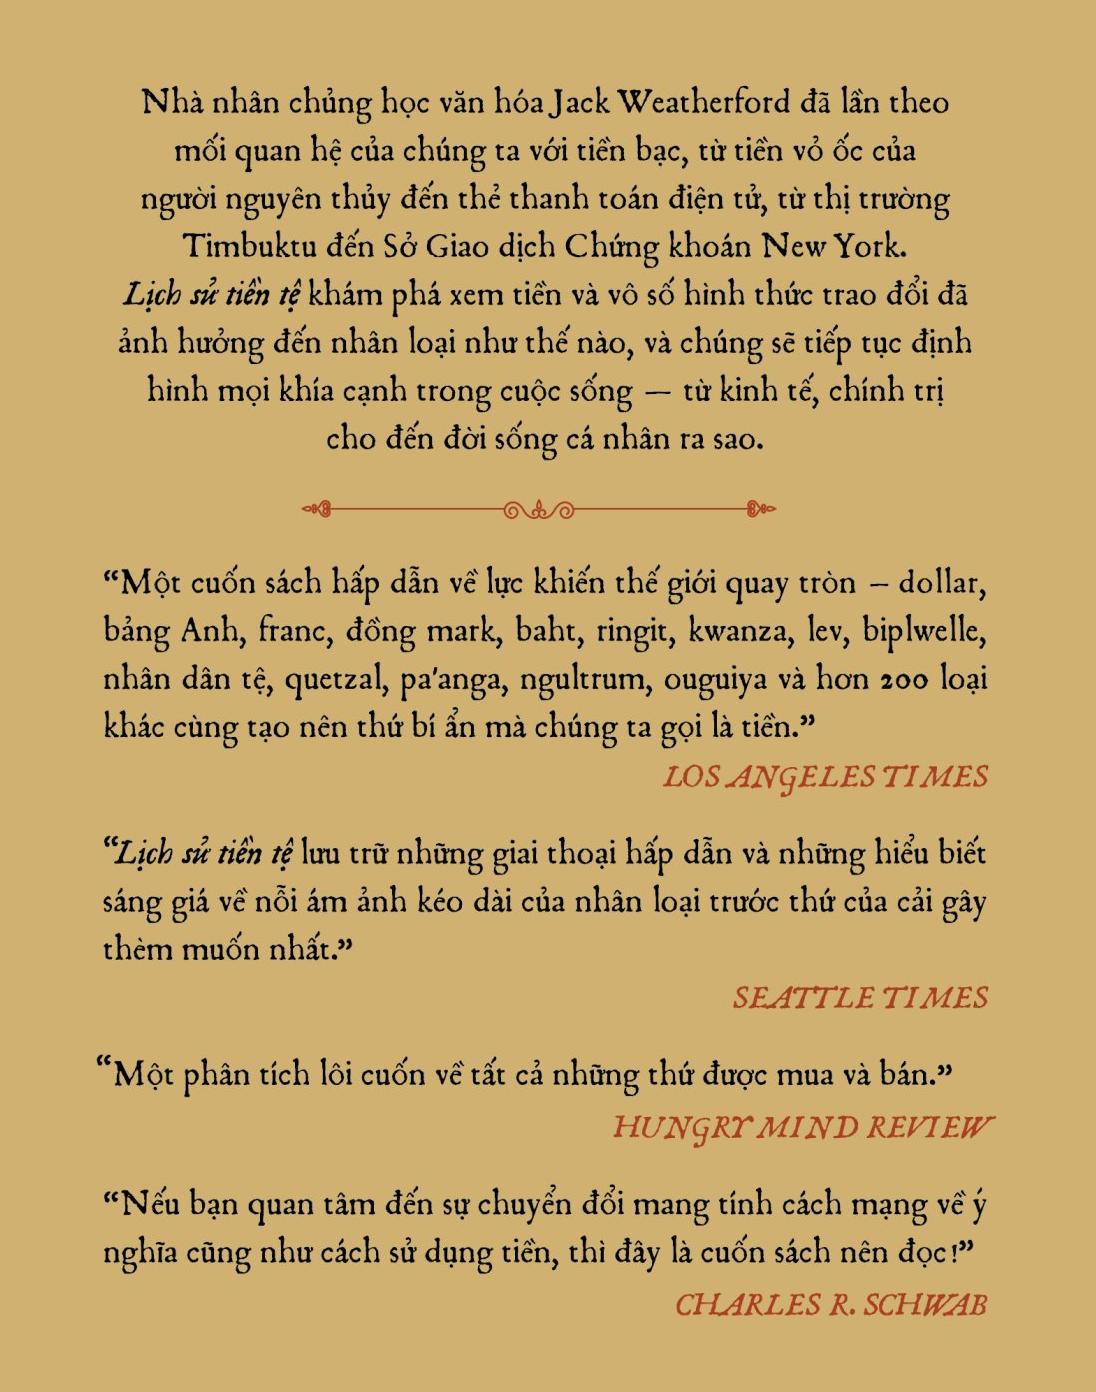 Nhà nhân chủng học văn hóa Jack Weatherford đã lần theo
mối quan hệ của chúng ta với tiền bạc, từ tiền vỏ ốc của
người nguyên thủy đến thẻ thanh toán điện tử, từ thị trường
Timbuktu đến Sở Giao dịch Chứng khoán New York.
Lịch sử tiền tệ khám phá xem tiền và vô số hình thức trao đổi đã
ảnh hưởng đến nhân loại như thế nào, và chúng sẽ tiếp tục định
hình mọi khía cạnh trong cuộc sống — từ kinh tế, chính trị
cho đến đời sống cá nhân ra sao.
“Một cuốn sách hấp dẫn về lực khiến thế giới quay tròn – dollar,
bảng Anh, franc, đồng mark, baht, ringit, kwanza, lev, biplwelle,
nhân dân tệ, quetzal, pa'anga, ngultrum, ouguiya và hơn 200 loại
khác cùng tạo nên thứ bí ẩn mà chúng ta gọi là tiền.”
LOS ANGELES TIMES
“Lịch sử tiền tệ lưu trữ những giai thoại hấp dẫn và những hiểu biết
sáng giá về nỗi ám ảnh kéo dài của nhân loại trước thứ của cải gây
thèm muốn nhất.”
SEATTLE TIMES
“Một phân tích lôi cuốn về tất cả những thứ được mua và bán.”
HUNGRY MIND REVIEW
“Nếu bạn quan tâm đến sự chuyển đổi mang tính cách mạng về ý
nghĩa cũng như cách sử dụng tiền, thì đây là cuốn sách nên đọc!”
CHARLES R. SCHWAB